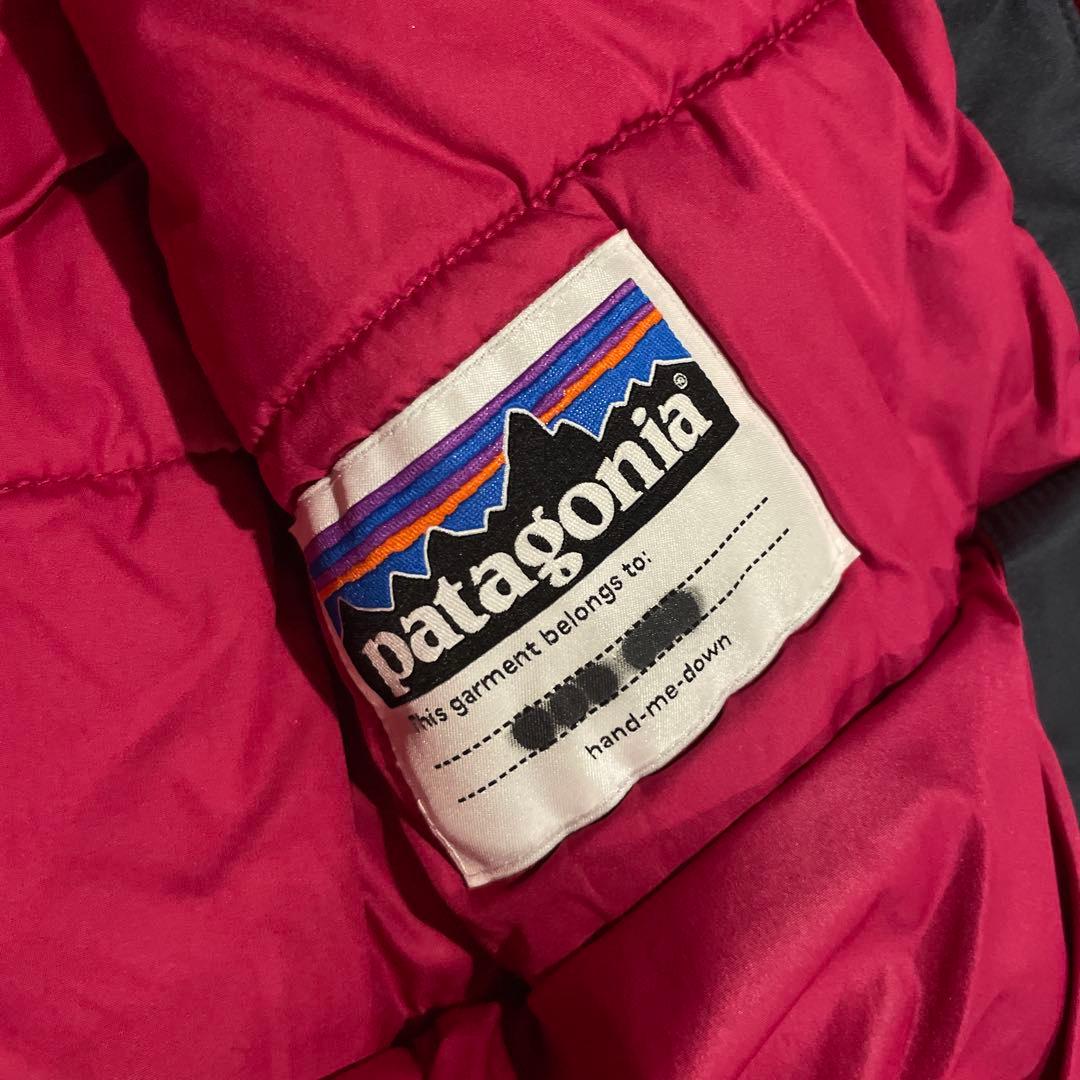 patagonia®
This garment belongs to:
hand-me-down